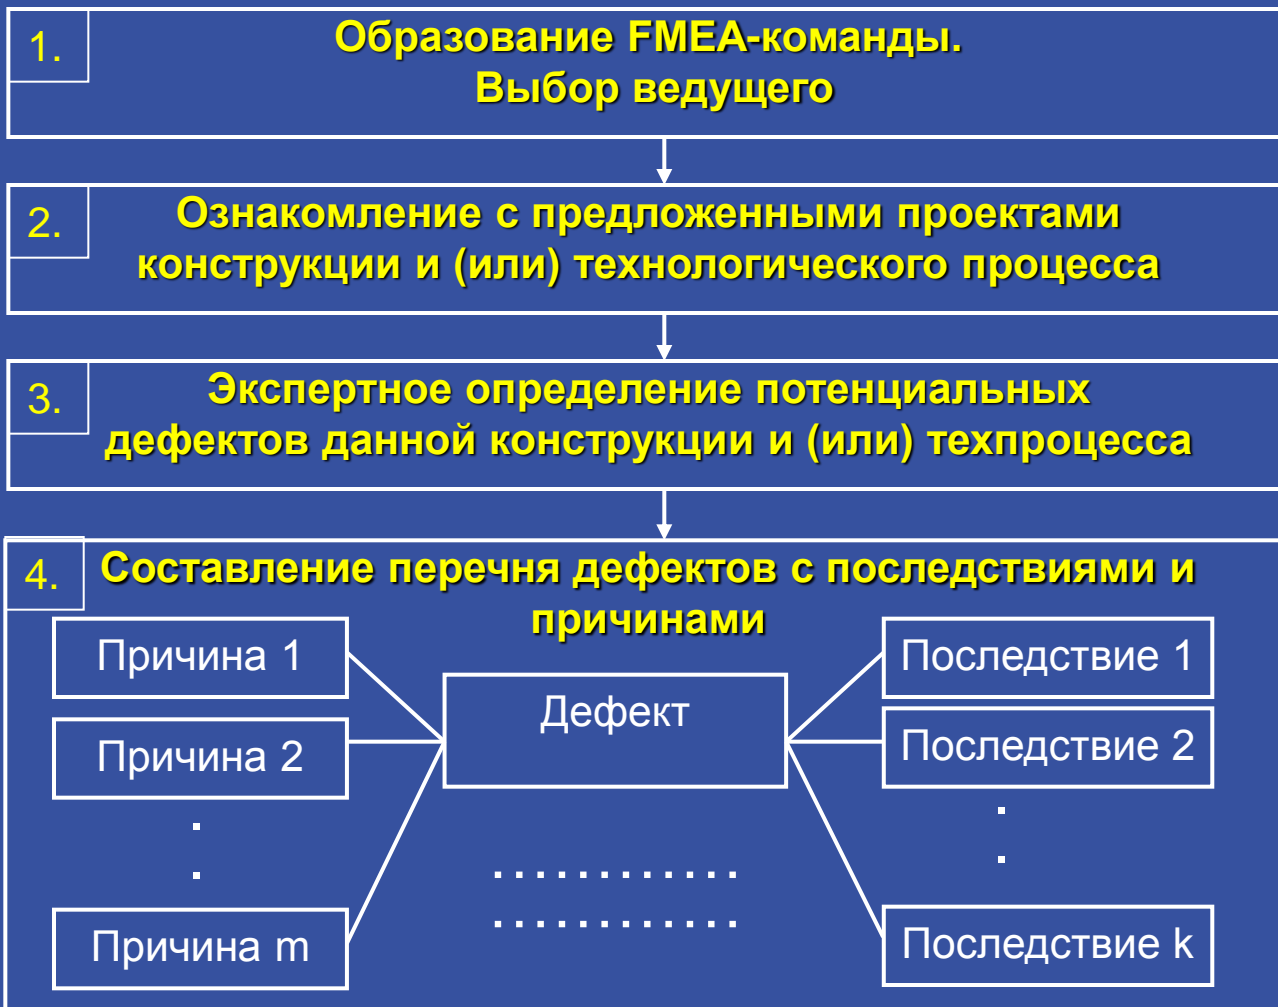 1.
Образование FMEA-команды.
Выбор ведущего
2.
Ознакомление с предложенными проектами
конструкции и (или) технологического процесса
3.
Экспертное определение потенциальных
дефектов данной конструкции и (или) техпроцесса
4.
Составление перечня дефектов с последствиями и
причинами
Причина 1
Причина 2
.
.
Причина m
Дефект
. . . . . . . . . . . .
. . . . . . . . . . . .
Последствие 1
Последствие 2
.
.
Последствие k